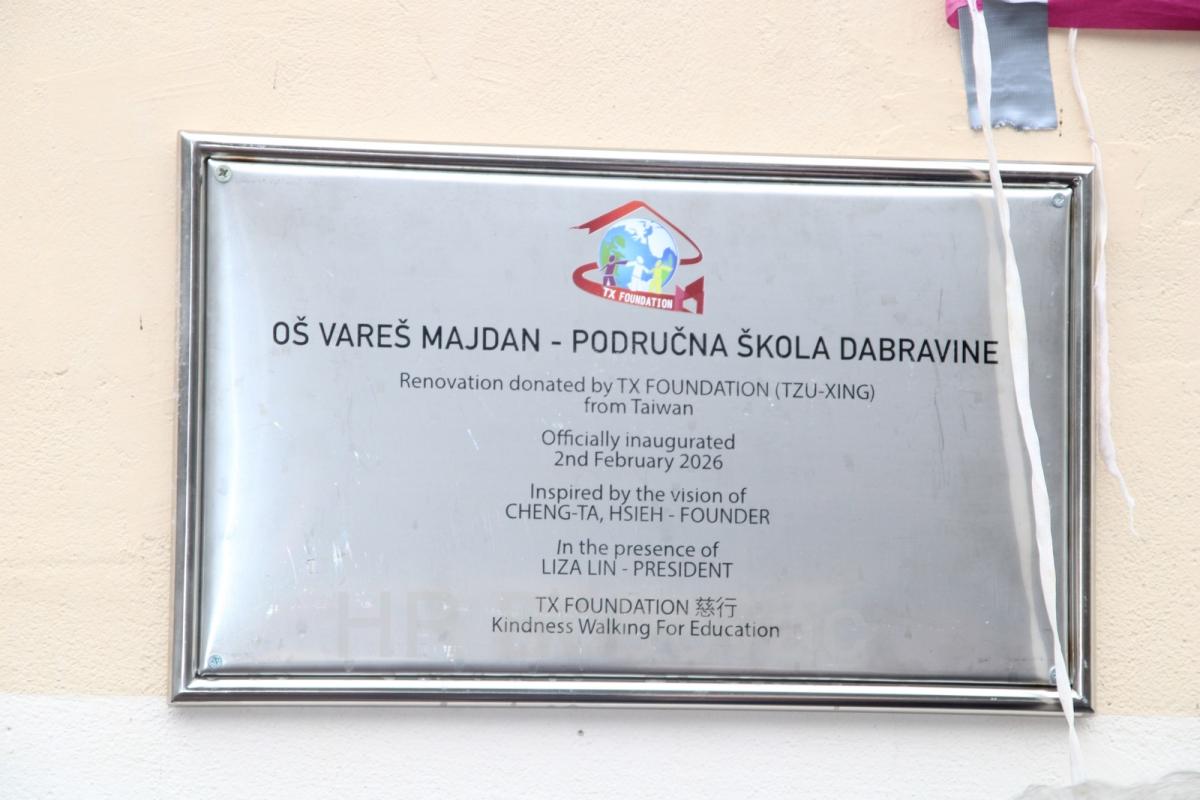 TX FOUNDATION
OŠ VAREŠ MAJDAN - PODRUČNA ŠKOLA DABRAVINE
Renovation donated by TX FOUNDATION (TZU-XING)
from Taiwan
Officially inaugurated
2nd February 2026
Inspired by the vision of
CHENG-TA, HSIEH - FOUNDER
In the presence of
LIZA LIN - PRESIDENT
TX FOUNDATION 慈行
Kindness Walking For Education